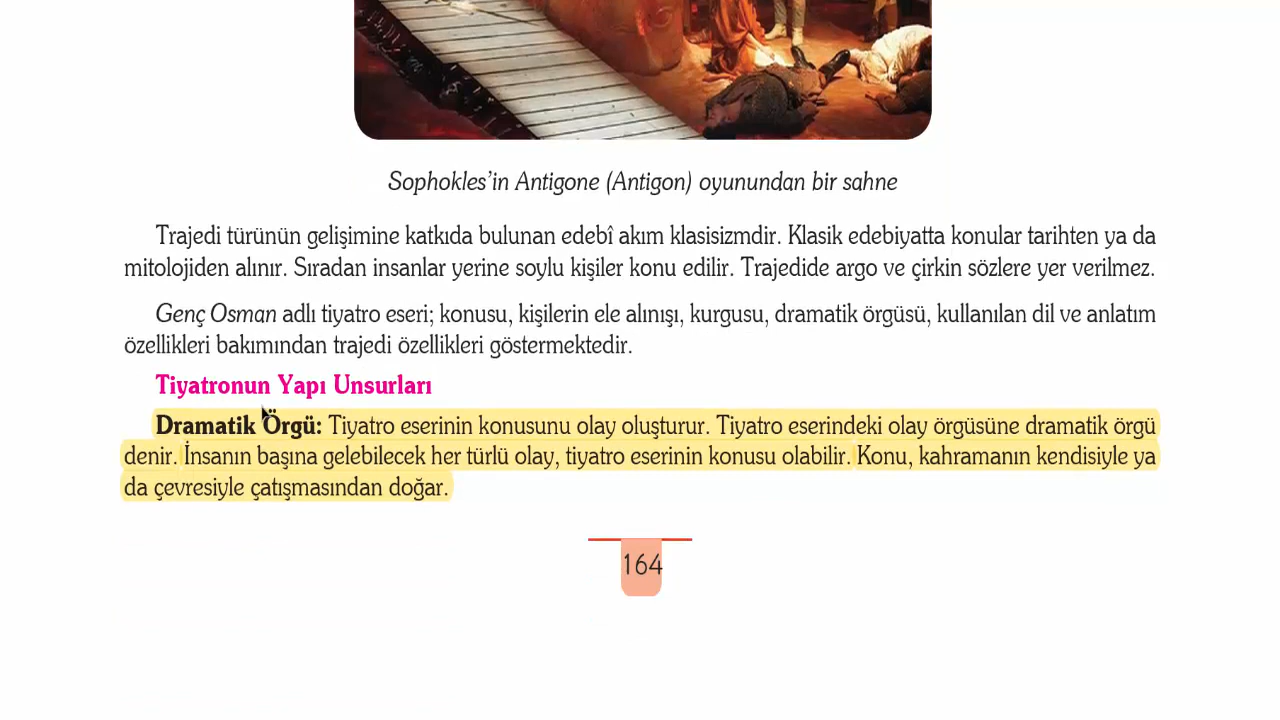 Sophokles’in Antigone (Antigon) oyunundan bir sahne
Trajedi türünün gelişimine katkıda bulunan edebî akım klasisizmdir. Klasik edebiyatta konular tarihten ya da
mitolojiden alınır. Sıradan insanlar yerine soylu kişiler konu edilir. Trajedide argo ve çirkin sözlere yer verilmez.
Genç Osman adlı tiyatro eseri; konusu, kişilerin ele alınışı, kurgusu, dramatik örgüsü, kullanılan dil ve anlatım
özellikleri bakımından trajedi özellikleri göstermektedir.
Tiyatronun Yapı Unsurları
Dramatik Örgü: Tiyatro eserinin konusunu olay oluşturur. Tiyatro eserindeki olay örgüsüne dramatik örgü
denir. İnsanın başına gelebilecek her türlü olay, tiyatro eserinin konusu olabilir. Konu, kahramanın kendisiyle ya
da çevresiyle çatışmasından doğar.
164